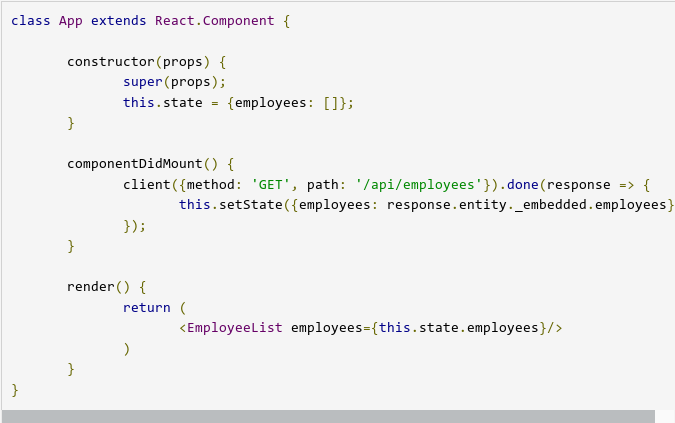 class App extends React.Component {
constructor(props) {
super(props);
this.state = {employees: []};
}
componentDidMount() {
client({method: 'GET', path: '/api/employees'}).done(response => {
this.setState({employees: response.entity._embedded.employees}
});
}
render() {
return (
<EmployeeList employees={this.state.employees}/>
)
}
}